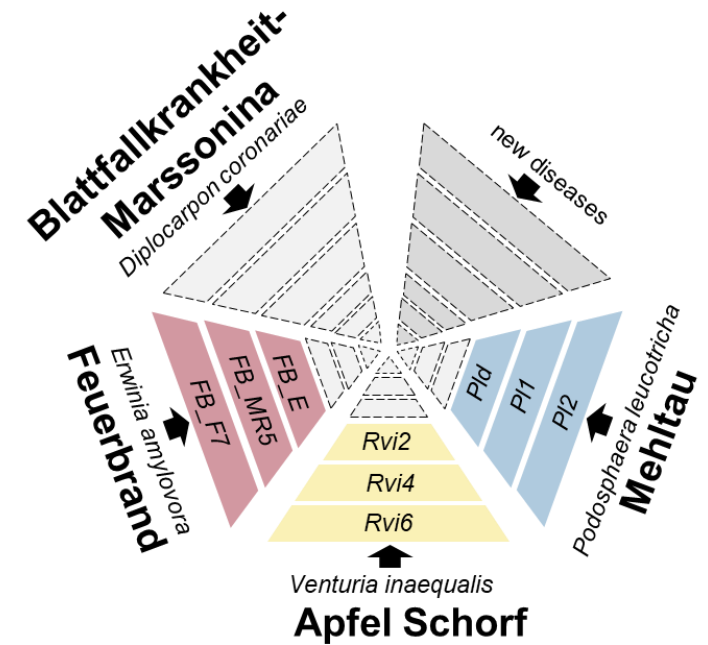 Blattfallkrankheit-
Marssonina
Diplocarpon coronariae
new diseases
Feuerbrand
Erwinia amylovora
FB_F7
FB_MR5
FB_E
Pld
Pl1
Pl2
Podosphaera leucotricha
Mehltau
Rvi2
Rvi4
Rvi6
Venturia inaequalis
Apfel Schorf